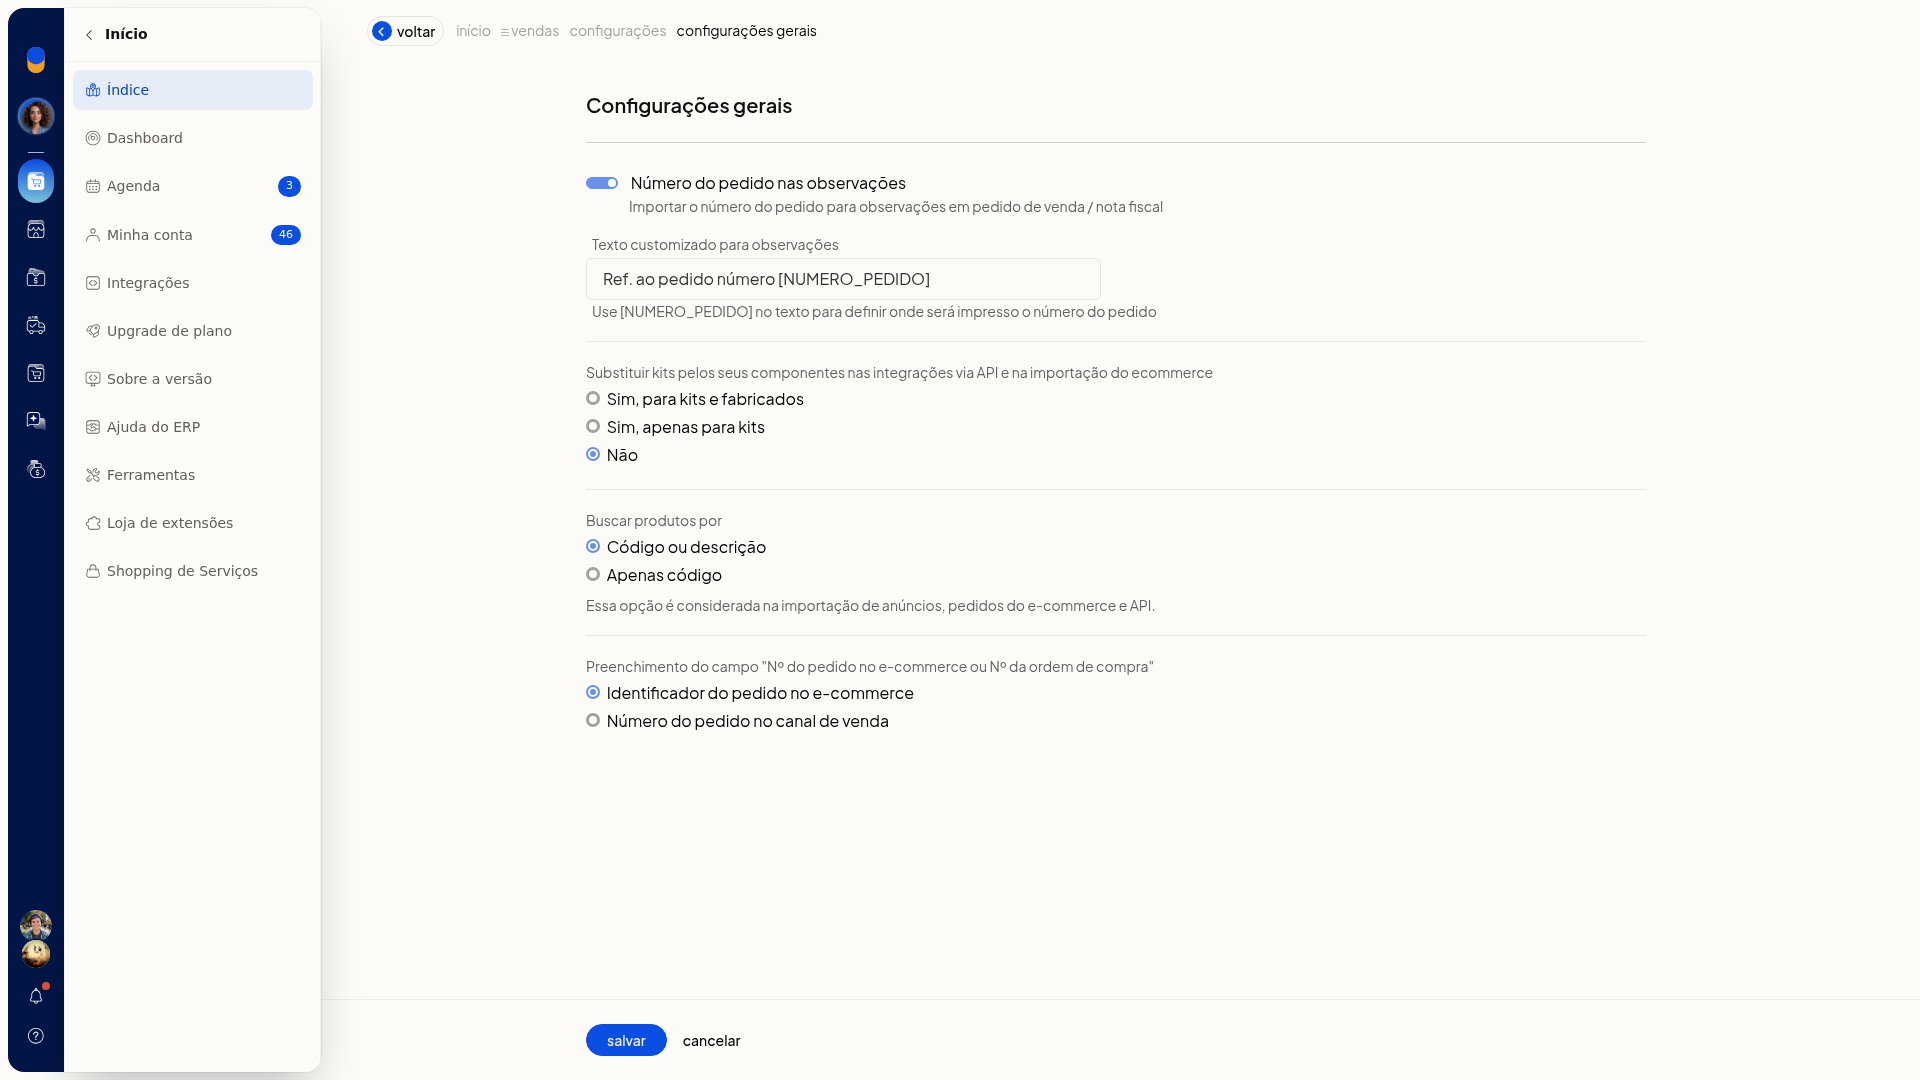 Início
Índice
Dashboard
Agenda 3
Minha conta 46
Integrações
Upgrade de plano
Sobre a versão
Ajuda do ERP
Ferramentas
Loja de extensões
Shopping de Serviços
voltar início vendas configurações configurações gerais
Configurações gerais
Número do pedido nas observações
Importar o número do pedido para observações em pedido de venda / nota fiscal
Texto customizado para observações
Ref. ao pedido número [NUMERO_PEDIDO]
Use [NUMERO_PEDIDO] no texto para definir onde será impresso o número do pedido
Substituir kits pelos seus componentes nas integrações via API e na importação do ecommerce
Sim, para kits e fabricados
Sim, apenas para kits
Não
Buscar produtos por
Código ou descrição
Apenas código
Essa opção é considerada na importação de anúncios, pedidos do e-commerce e API.
Preenchimento do campo "Nº do pedido no e-commerce ou Nº da ordem de compra"
Identificador do pedido no e-commerce
Número do pedido no canal de venda
salvar cancelar